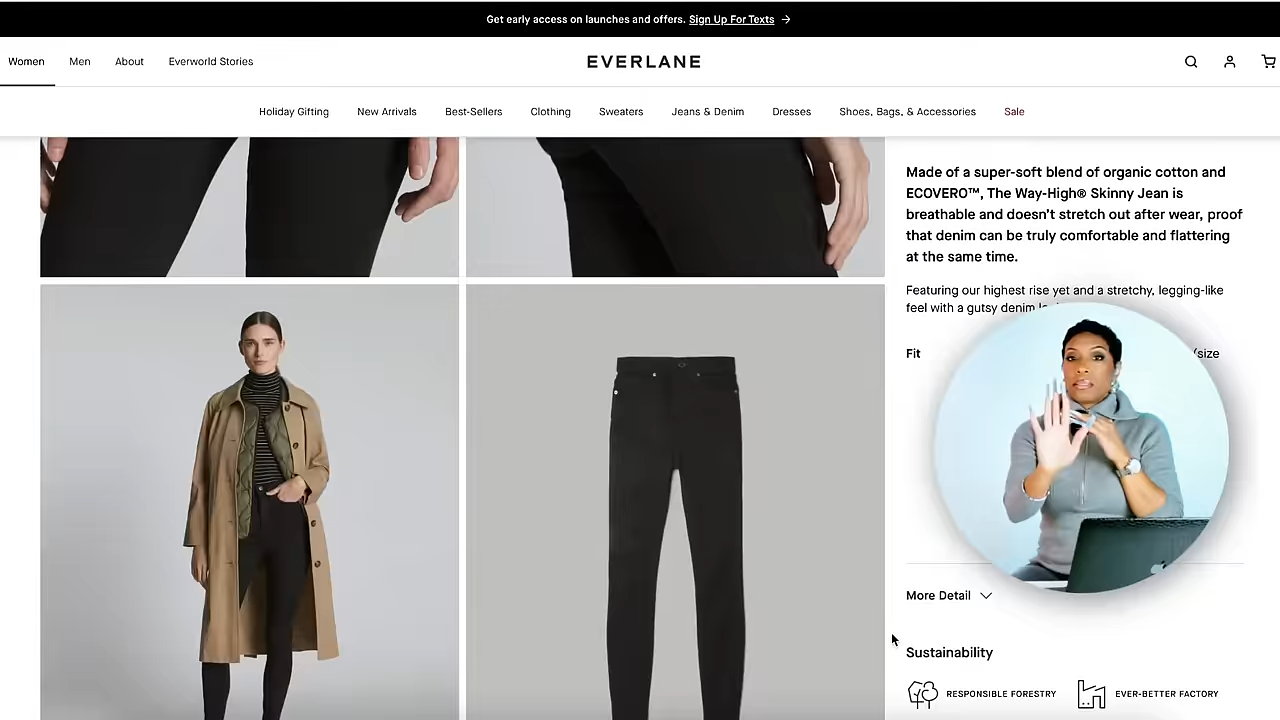 Get early access on launches and offers. Sign Up For Texts →
Women Men About Everworld Stories
EVERLANE
Holiday Gifting New Arrivals Best-Sellers Clothing Sweaters Jeans & Denim Dresses Shoes, Bags, & Accessories Sale
Made of a super-soft blend of organic cotton and
ECOVERO™, The Way-High® Skinny Jean is
breathable and doesn’t stretch out after wear, proof
that denim can be truly comfortable and flattering
at the same time.
Featuring our highest rise yet and a stretchy, legging-like
feel with a gutsy denim
Fit /size
More Detail
Sustainability
RESPONSIBLE FORESTRY EVER-BETTER FACTORY